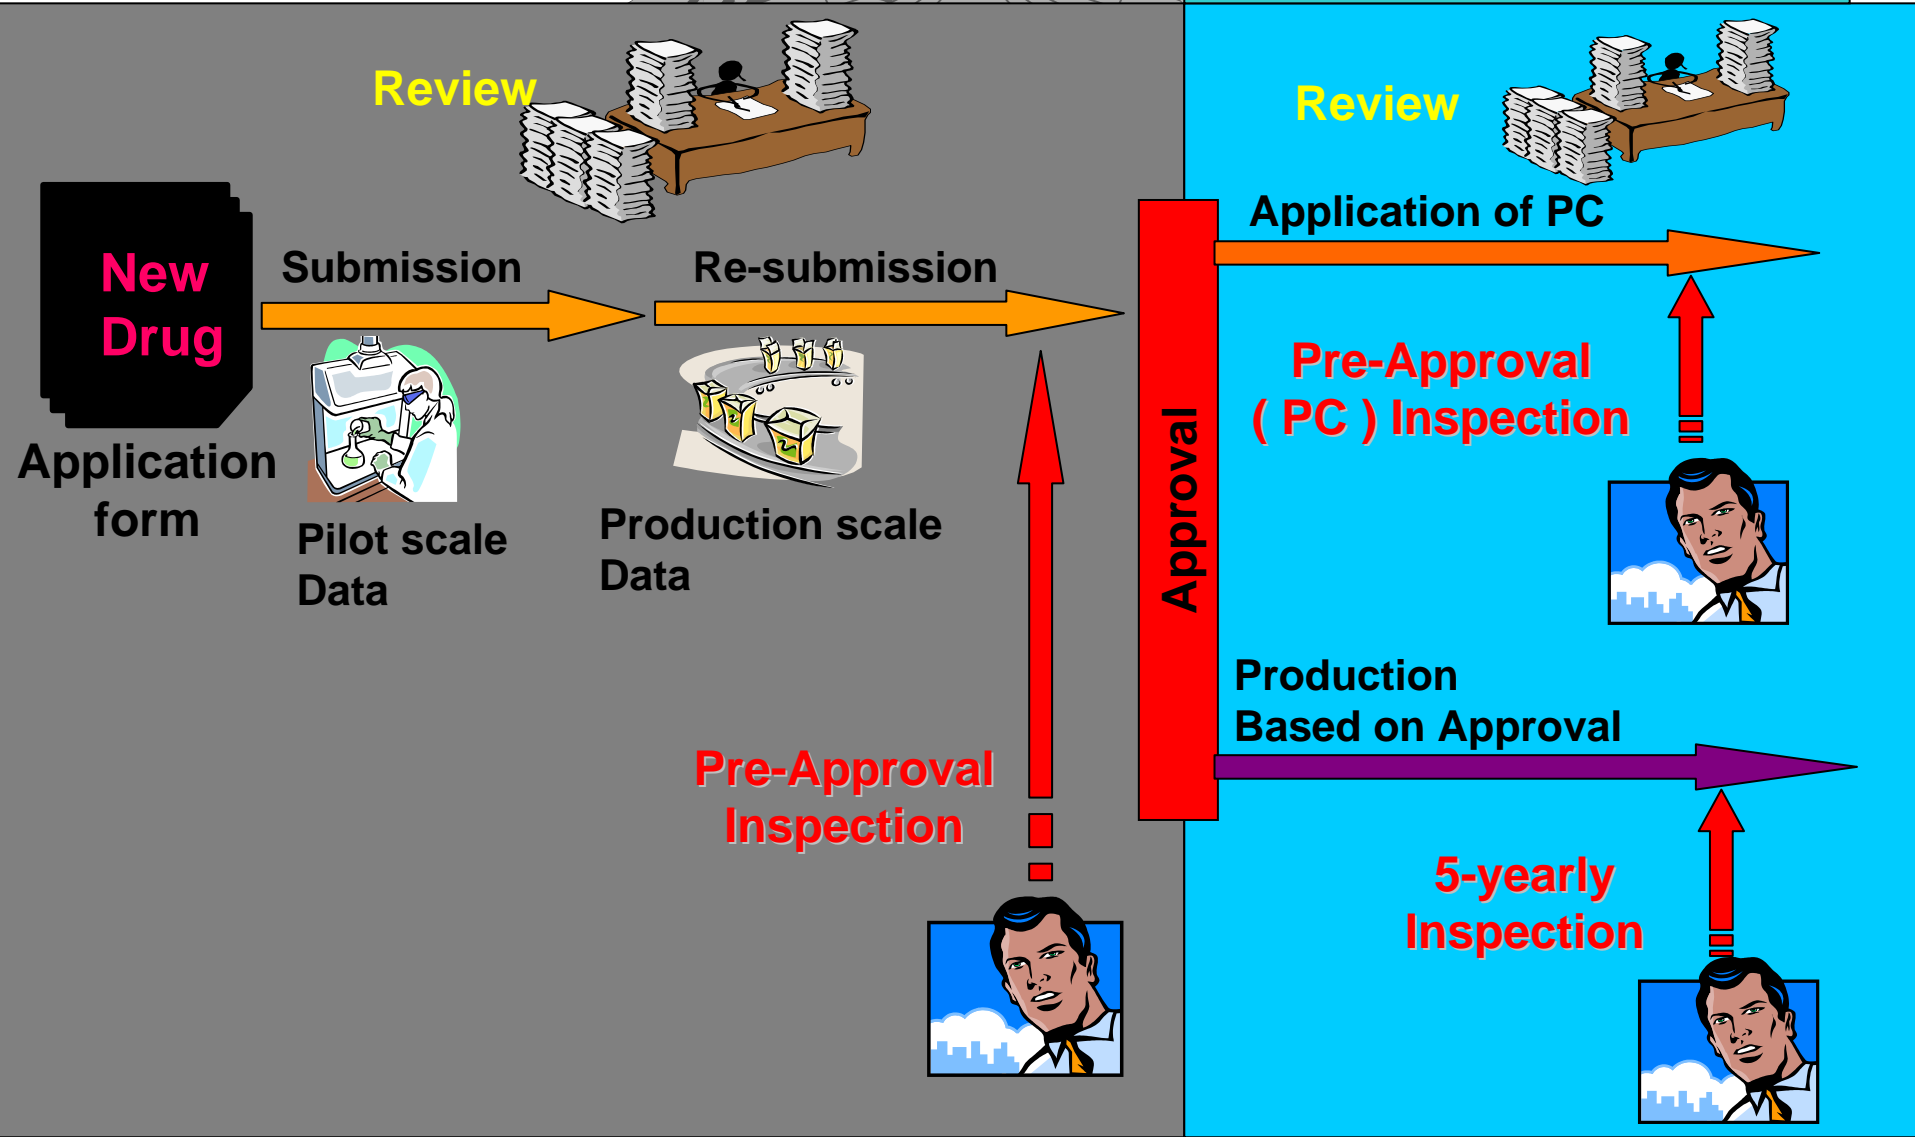 Review
New
Drug
Submission
Re-submission
Application
form
Pilot scale
Data
Production scale
Data
Pre-Approval
Inspection
Approval
Review
Application of PC
Pre-Approval
( PC ) Inspection
Production
Based on Approval
5-yearly
Inspection